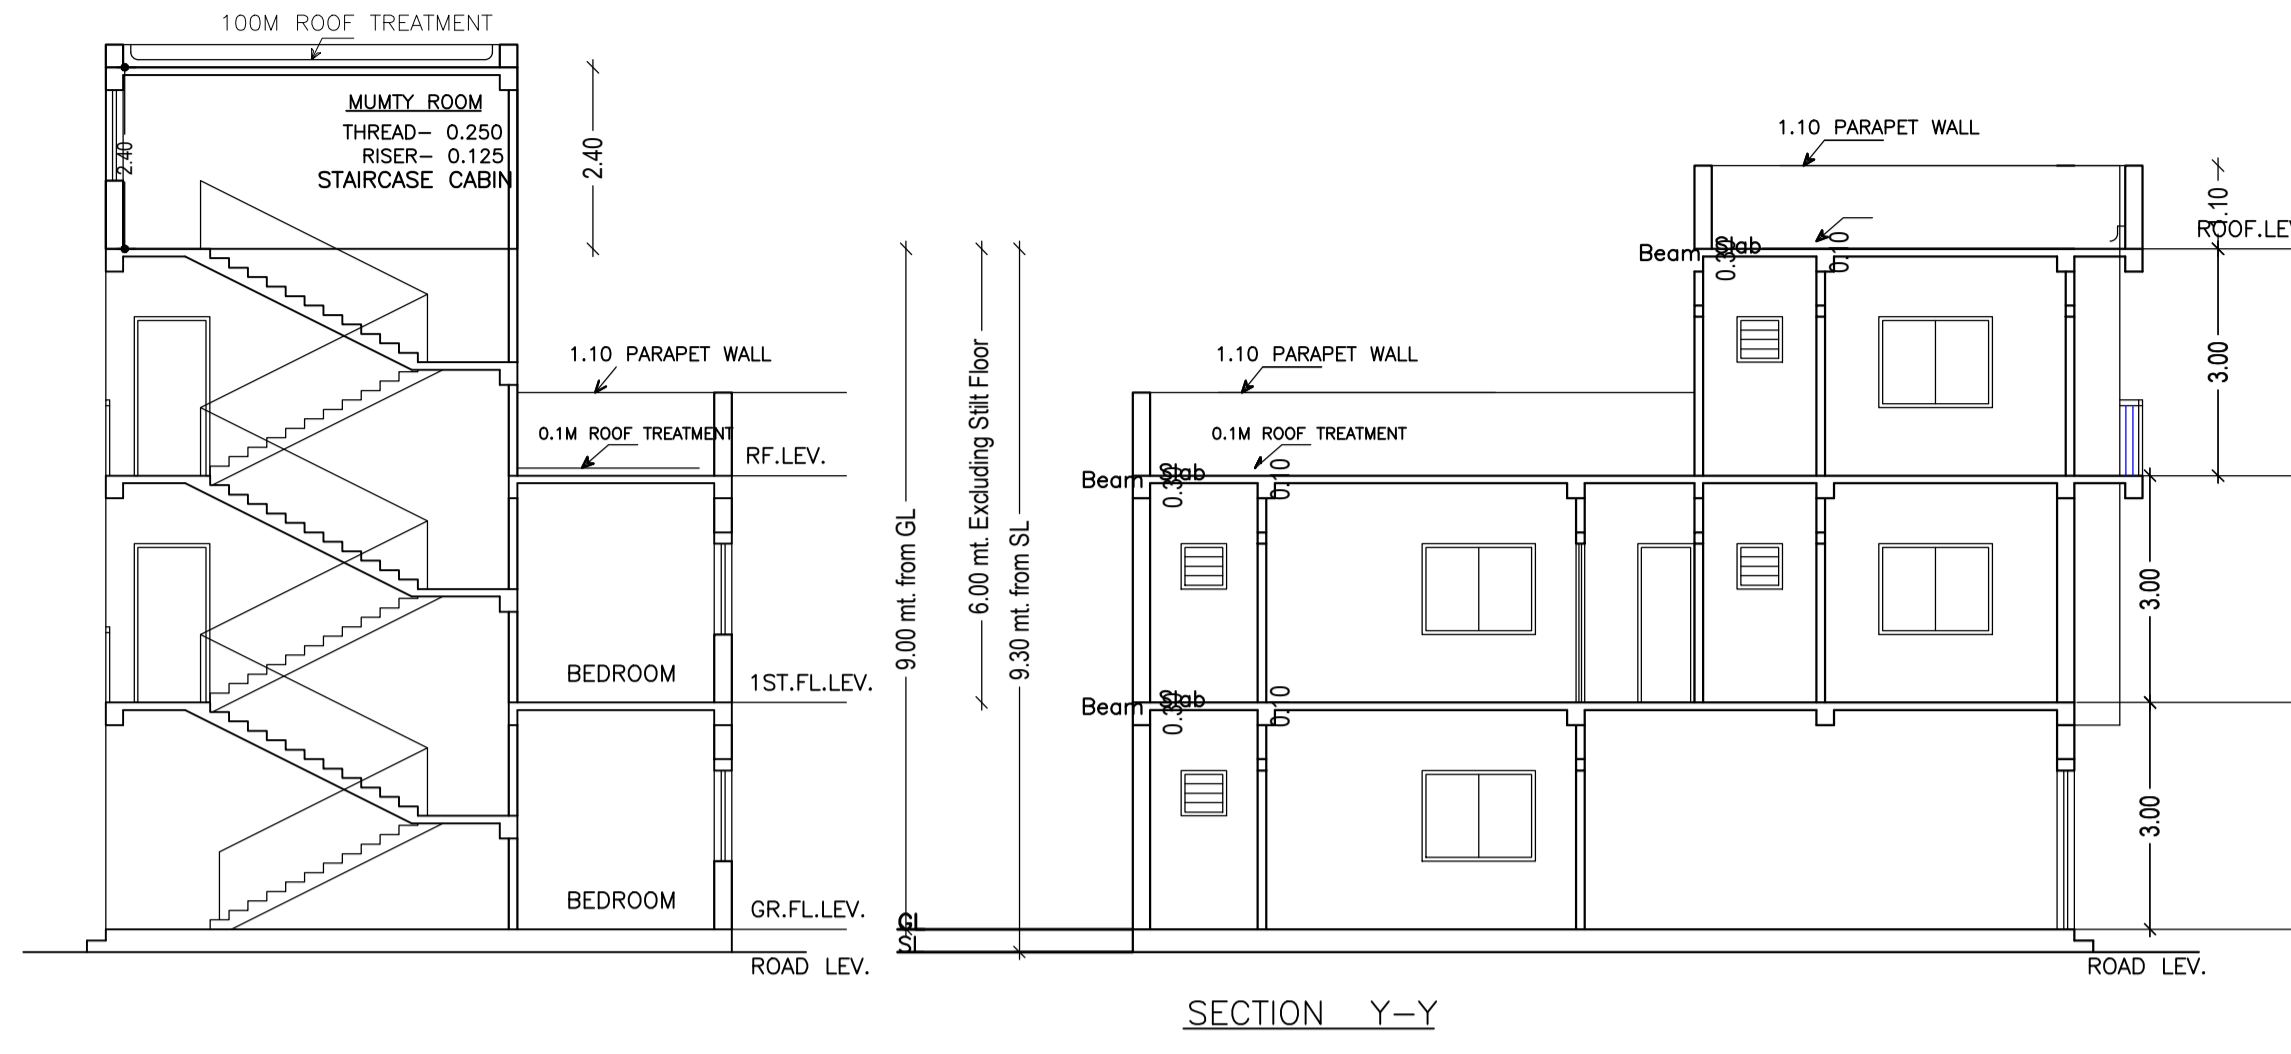 100M ROOF TREATMENT
MUMTY ROOM
THREAD- 0.250
RISER- 0.125
STAIRCASE CABIN
2.40
2.40
1.10 PARAPET WALL
0.1M ROOF TREATMENT
RF.LEV.
BEDROOM
1ST.FL.LEV.
BEDROOM
GR.FL.LEV.
ROAD LEV.
9.00 mt. from GL
6.00 mt. Excluding Stilt Floor
9.30 mt. from SL
GL
SL
1.10 PARAPET WALL
1.10
Beam
Slab
0.10
3.00
1.10 PARAPET WALL
0.1M ROOF TREATMENT
Beam
Slab
0.10
3.00
Beam
Slab
0.10
3.00
ROAD LEV.
SECTION Y-Y